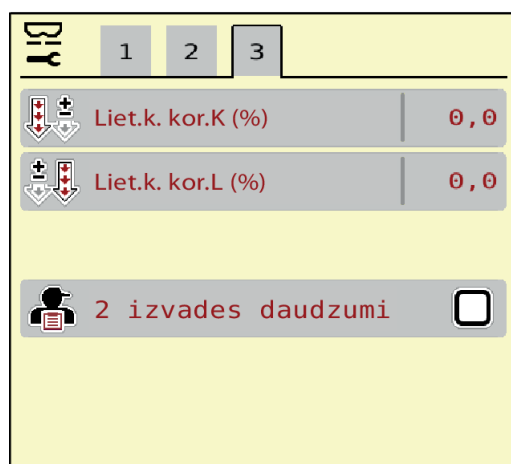 1 2 3
Liet.k. kor.K (%) 0,0
Liet.k. kor.L (%) 0,0
2 izvades daudzumi